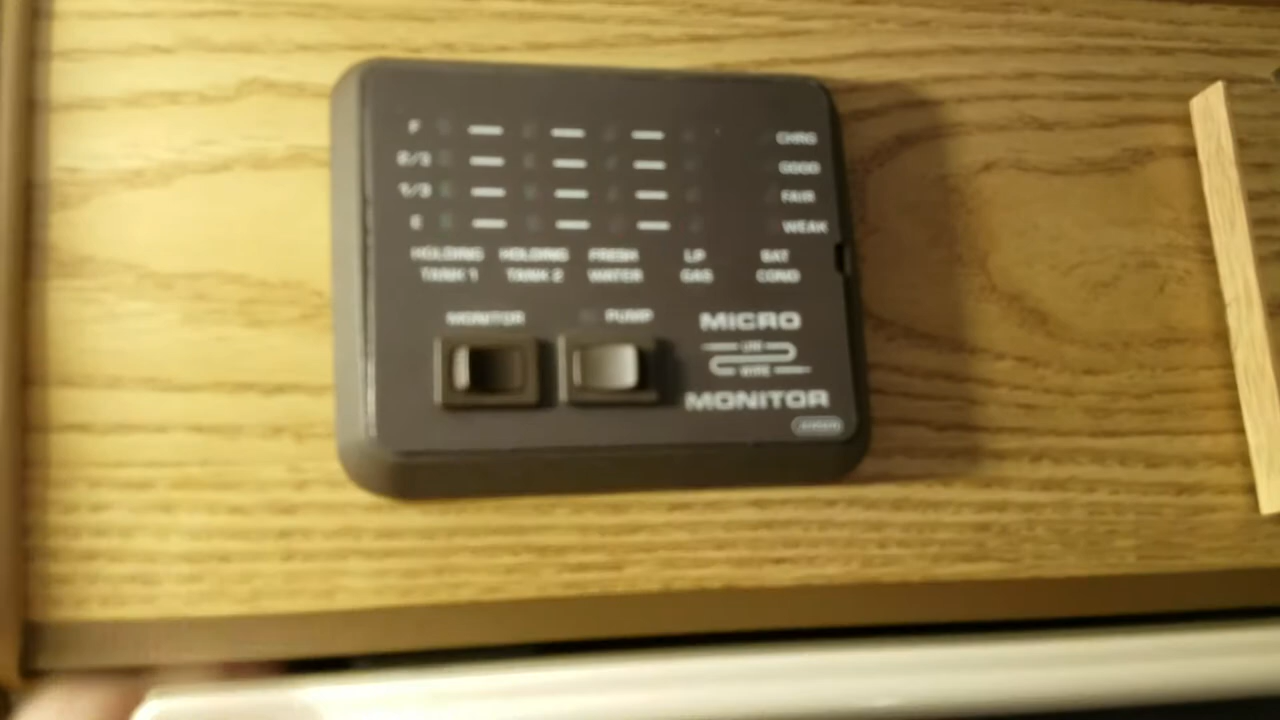 F CHRG
2/3 GOOD
1/3 FAIR
E WEAK
HOLDING HOLDING FRESH LP BAT
TANK 1 TANK 2 WATER GAS COND
MONITOR PUMP
MICRO
WIRE
MONITOR